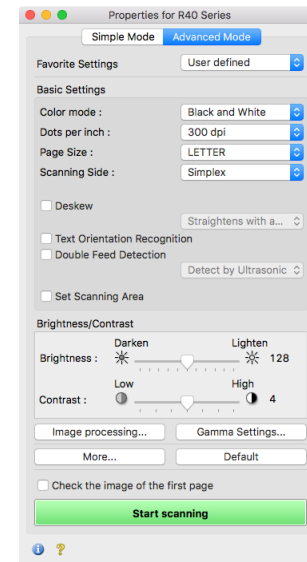 Properties for R40 Series
Simple Mode Advanced Mode
Favorite Settings User defined
Basic Settings
Color mode : Black and White
Dots per inch : 300 dpi
Page Size : LETTER
Scanning Side : Simplex
Deskew
Straightens with a...
Text Orientation Recognition
Double Feed Detection
Detect by Ultrasonic
Set Scanning Area
Brightness/Contrast
Darken Lighten
Brightness : 128
Low High
Contrast : 4
Image processing... Gamma Settings...
More... Default
Check the image of the first page
Start scanning